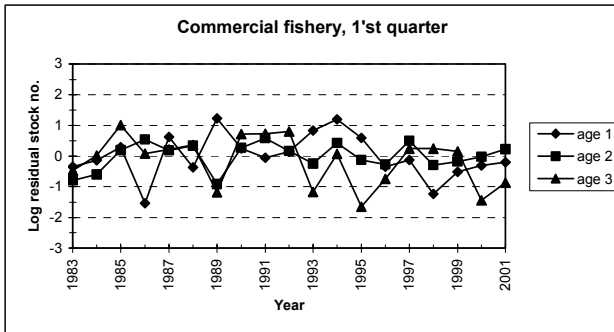 Commercial fishery, 1'st quarter
Log residual stock no.
3
2
1
0
-1
-2
-3
1983
1985
1987
1989
1991
1993
1995
1997
1999
2001
Year
age 1
age 2
age 3